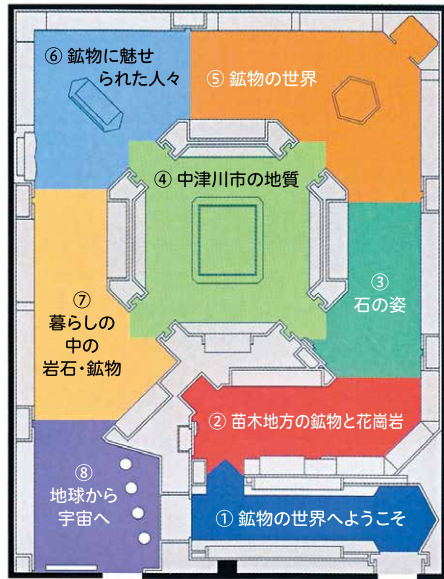 ⑥ 鉱物に魅せ
られた人々
⑤ 鉱物の世界
④ 中津川市の地質
③
石の姿
⑦
暮らしの
中の
岩石・鉱物
② 苗木地方の鉱物と花崗岩
⑧
地球から
宇宙へ
① 鉱物の世界へようこそ